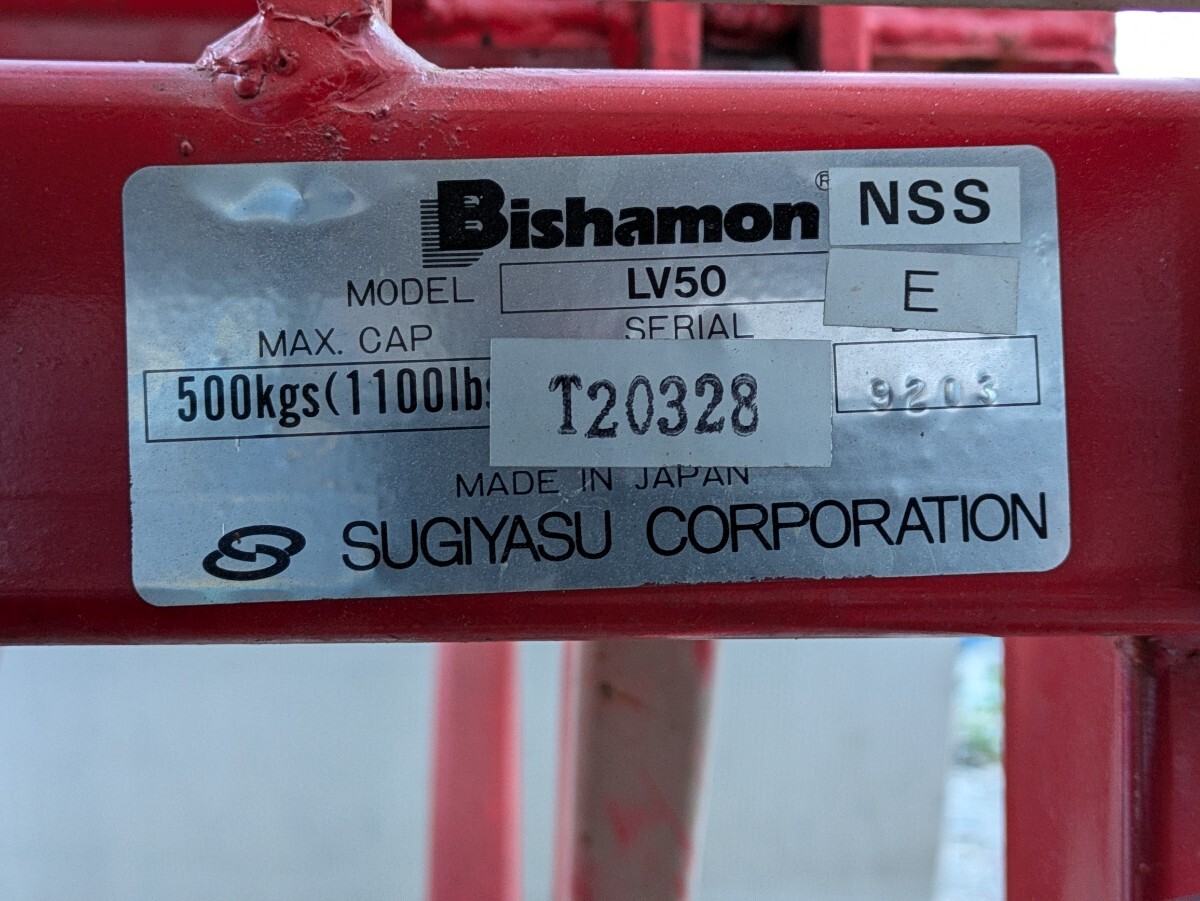 Bishamon® NSS
MODEL LV50 E
MAX. CAP SERIAL
500kgs(1100lbs T20328 9203
MADE IN JAPAN
SUGIYASU CORPORATION